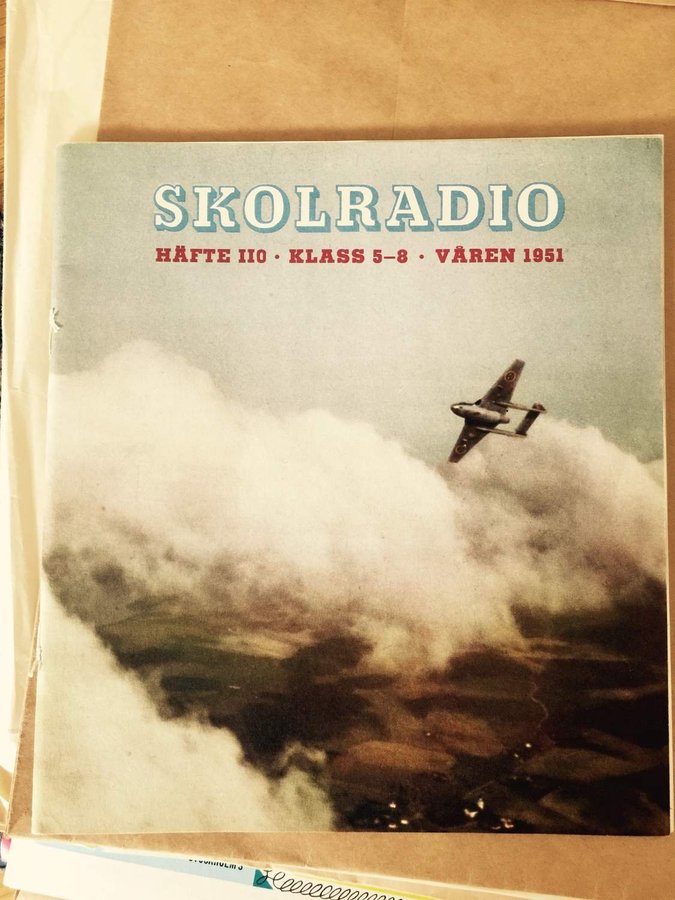 SKOLRADIO
HÄFTE 110 · KLASS 5–8 · VÅREN 1951